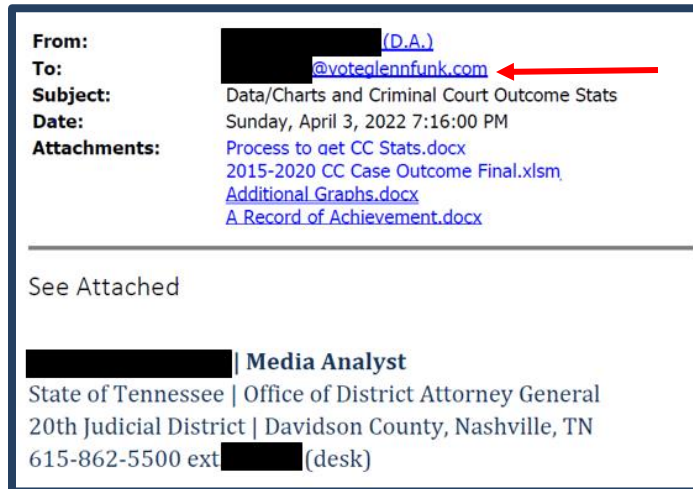 From: (D.A.)
To: @voteglennfunk.com
Subject: Data/Charts and Criminal Court Outcome Stats
Date: Sunday, April 3, 2022 7:16:00 PM
Attachments: Process to get CC Stats.docx
2015-2020 CC Case Outcome Final.xlsm
Additional Graphs.docx
A Record of Achievement.docx
See Attached
| Media Analyst
State of Tennessee | Office of District Attorney General
20th Judicial District | Davidson County, Nashville, TN
615-862-5500 ext (desk)